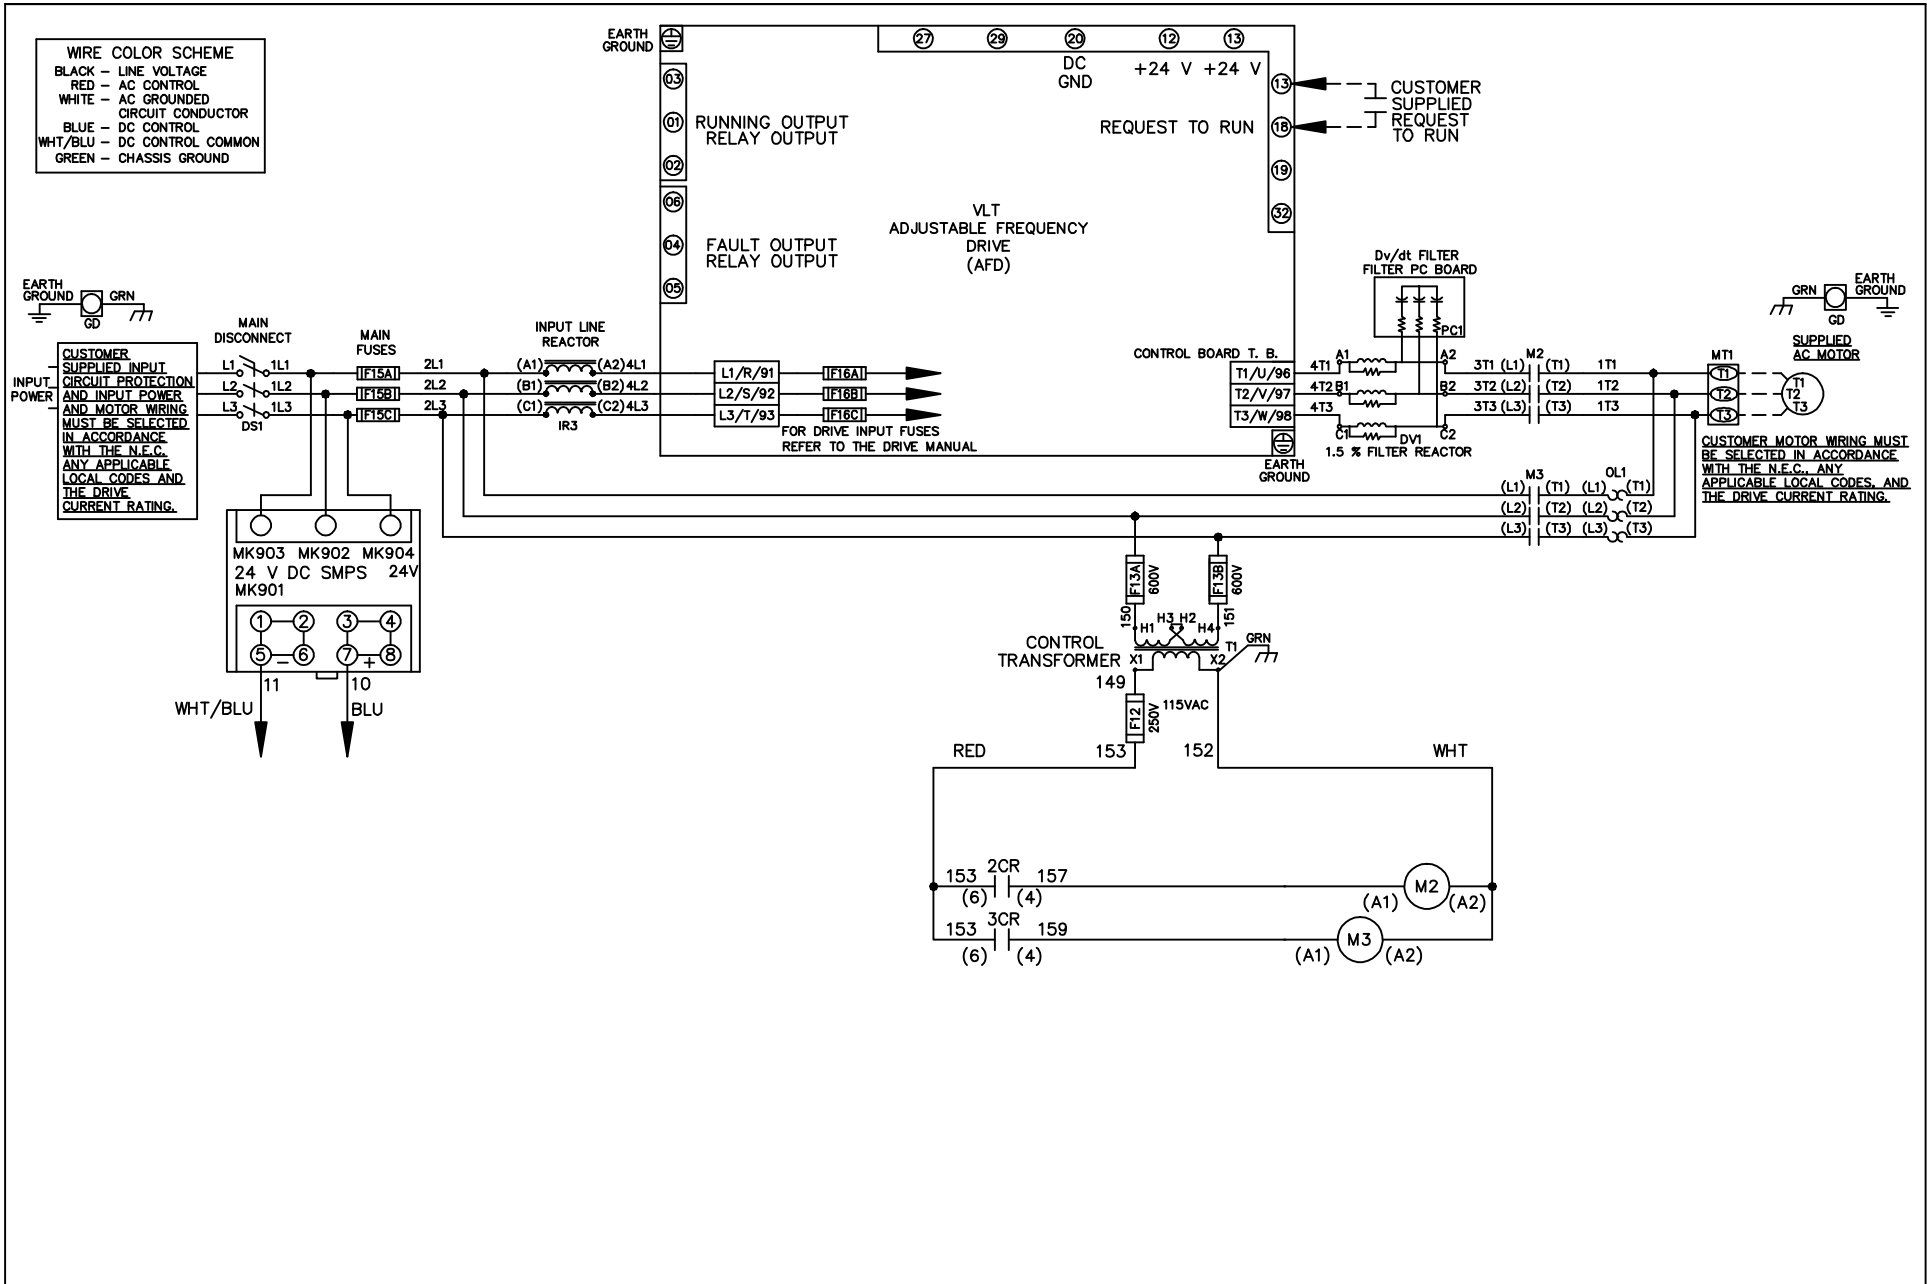 WIRE COLOR SCHEME
BLACK – LINE VOLTAGE
RED – AC CONTROL
WHITE – AC GROUNDED
CIRCUIT CONDUCTOR
BLUE – DC CONTROL
WHT/BLU – DC CONTROL COMMON
GREEN – CHASSIS GROUND
EARTH
GROUND
03
01
02
RUNNING OUTPUT
RELAY OUTPUT
06
04
05
FAULT OUTPUT
RELAY OUTPUT
27
29
20
12
13
DC
GND
+24 V
+24 V
13
18
19
32
REQUEST TO RUN
CUSTOMER
SUPPLIED
REQUEST
TO RUN
VLT
ADJUSTABLE FREQUENCY
DRIVE
(AFD)
Dv/dt FILTER
FILTER PC BOARD
PC1
EARTH
GROUND
GRN
GD
GRN
EARTH
GROUND
GD
INPUT
POWER
CUSTOMER
SUPPLIED INPUT
CIRCUIT PROTECTION
AND INPUT POWER
AND MOTOR WIRING
MUST BE SELECTED
IN ACCORDANCE
WITH THE N.E.C.
ANY APPLICABLE
LOCAL CODES AND
THE DRIVE
CURRENT RATING.
MAIN
DISCONNECT
L1
1L1
L2
1L2
L3
1L3
DS1
MAIN
FUSES
F15A
F15B
F15C
2L1
2L2
2L3
INPUT LINE
REACTOR
(A1)
(A2)
4L1
(B1)
(B2)
4L2
(C1)
(C2)
4L3
IR3
L1/R/91
L2/S/92
L3/T/93
F16A
F16B
F16C
FOR DRIVE INPUT FUSES
REFER TO THE DRIVE MANUAL
CONTROL BOARD T. B.
T1/U/96
T2/V/97
T3/W/98
EARTH
GROUND
4T1
A1
A2
4T2
B1
B2
4T3
C1
C2
DV1
1.5 % FILTER REACTOR
M2
3T1 (L1)
(T1)
1T1
3T2 (L2)
(T2)
1T2
3T3 (L3)
(T3)
1T3
MT1
T1
T2
T3
SUPPLIED
AC MOTOR
T1
T2
T3
CUSTOMER MOTOR WIRING MUST
BE SELECTED IN ACCORDANCE
WITH THE N.E.C., ANY
APPLICABLE LOCAL CODES, AND
THE DRIVE CURRENT RATING.
M3
OL1
(L1)
(T1)
(L1)
(T1)
(L2)
(T2)
(L2)
(T2)
(L3)
(T3)
(L3)
(T3)
MK903
MK902
MK904
24 V DC SMPS
24V
MK901
1
2
3
4
5
–
6
7
+
8
11
10
WHT/BLU
BLU
F13A
600V
F13B
600V
150
151
H1
H3
H2
H4
CONTROL
TRANSFORMER
X1
X2
T1
GRN
149
F12
250V
115VAC
RED
153
152
WHT
153
2CR
157
(6)
(4)
M2
(A1)
(A2)
153
3CR
159
(6)
(4)
M3
(A1)
(A2)